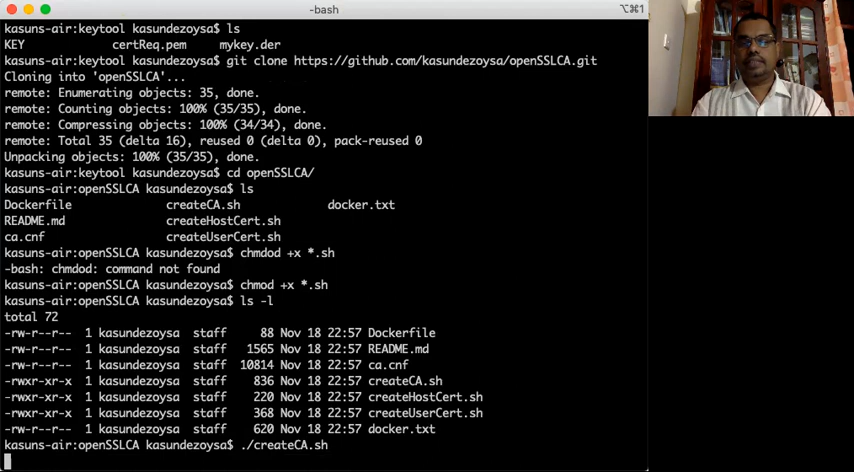 -bash
⌥⌘1
kasuns-air:keytool kasundezoysa$ ls
KEY certReq.pem mykey.der
kasuns-air:keytool kasundezoysa$ git clone https://github.com/kasundezoysa/openSSLCA.git
Cloning into 'openSSLCA'...
remote: Enumerating objects: 35, done.
remote: Counting objects: 100% (35/35), done.
remote: Compressing objects: 100% (34/34), done.
remote: Total 35 (delta 16), reused 0 (delta 0), pack-reused 0
Unpacking objects: 100% (35/35), done.
kasuns-air:keytool kasundezoysa$ cd openSSLCA/
kasuns-air:openSSLCA kasundezoysa$ ls
Dockerfile createCA.sh docker.txt
README.md createHostCert.sh
ca.cnf createUserCert.sh
kasuns-air:openSSLCA kasundezoysa$ chmdod +x *.sh
-bash: chmdod: command not found
kasuns-air:openSSLCA kasundezoysa$ chmod +x *.sh
kasuns-air:openSSLCA kasundezoysa$ ls -l
total 72
-rw-r--r-- 1 kasundezoysa staff 88 Nov 18 22:57 Dockerfile
-rw-r--r-- 1 kasundezoysa staff 1565 Nov 18 22:57 README.md
-rw-r--r-- 1 kasundezoysa staff 10814 Nov 18 22:57 ca.cnf
-rwxr-xr-x 1 kasundezoysa staff 836 Nov 18 22:57 createCA.sh
-rwxr-xr-x 1 kasundezoysa staff 220 Nov 18 22:57 createHostCert.sh
-rwxr-xr-x 1 kasundezoysa staff 368 Nov 18 22:57 createUserCert.sh
-rw-r--r-- 1 kasundezoysa staff 620 Nov 18 22:57 docker.txt
kasuns-air:openSSLCA kasundezoysa$ ./createCA.sh